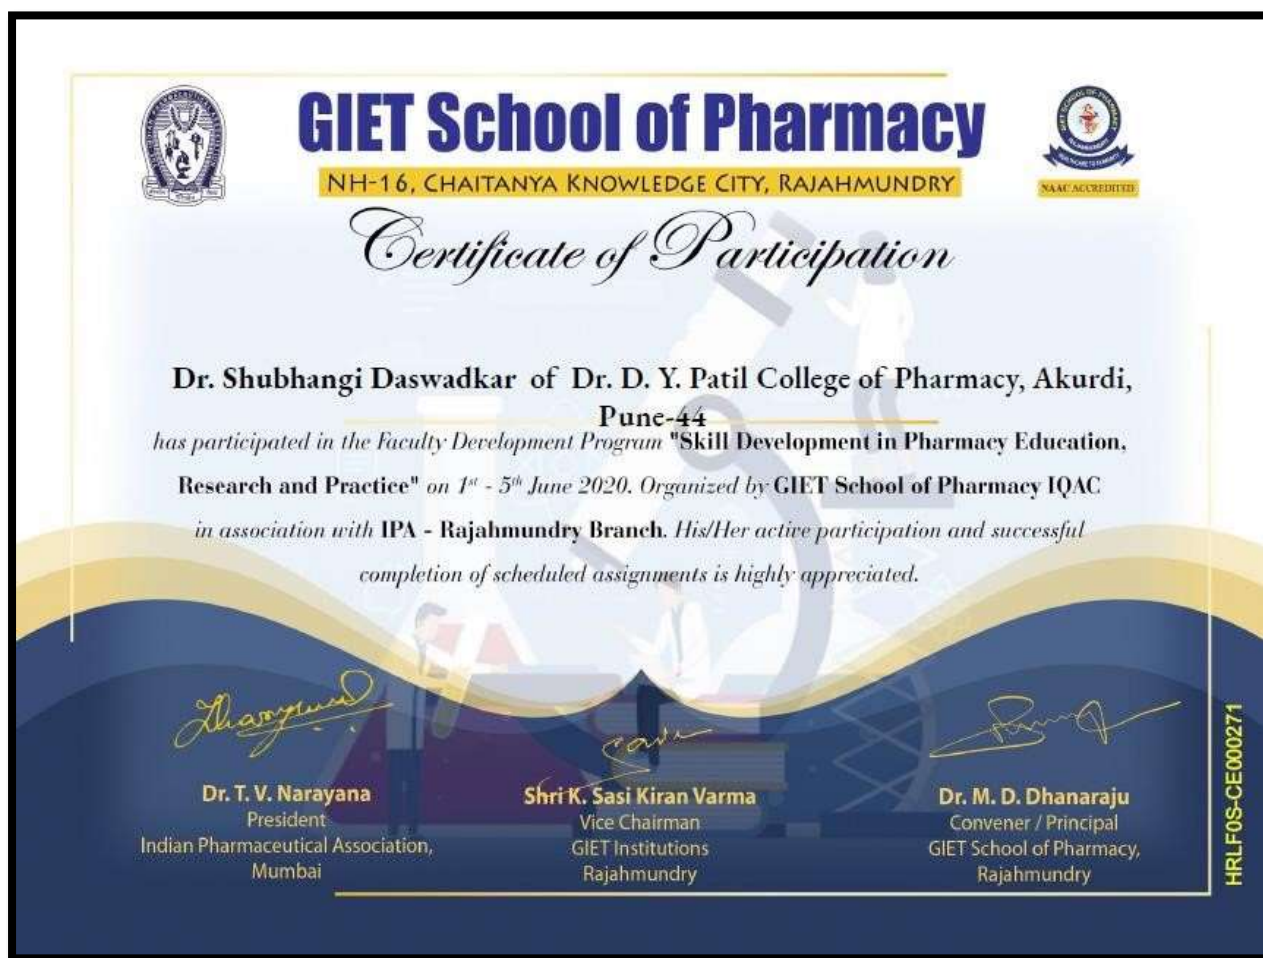 GIET School of Pharmacy
NH-16, CHAITANYA KNOWLEDGE CITY, RAJAHMUNDRY
NAAC ACCREDITED
Certificate of Participation
Dr. Shubhangi Daswadkar of Dr. D. Y. Patil College of Pharmacy, Akurdi,
Pune-44
has participated in the Faculty Development Program "Skill Development in Pharmacy Education,
Research and Practice" on 1st - 5th June 2020. Organized by GIET School of Pharmacy IQAC
in association with IPA - Rajahmundry Branch. His/Her active participation and successful
completion of scheduled assignments is highly appreciated.
Dr. T. V. Narayana
President
Indian Pharmaceutical Association,
Mumbai
Shri K. Sasi Kiran Varma
Vice Chairman
GIET Institutions
Rajahmundry
Dr. M. D. Dhanaraju
Convener / Principal
GIET School of Pharmacy,
Rajahmundry
HRLF0S-CE000271